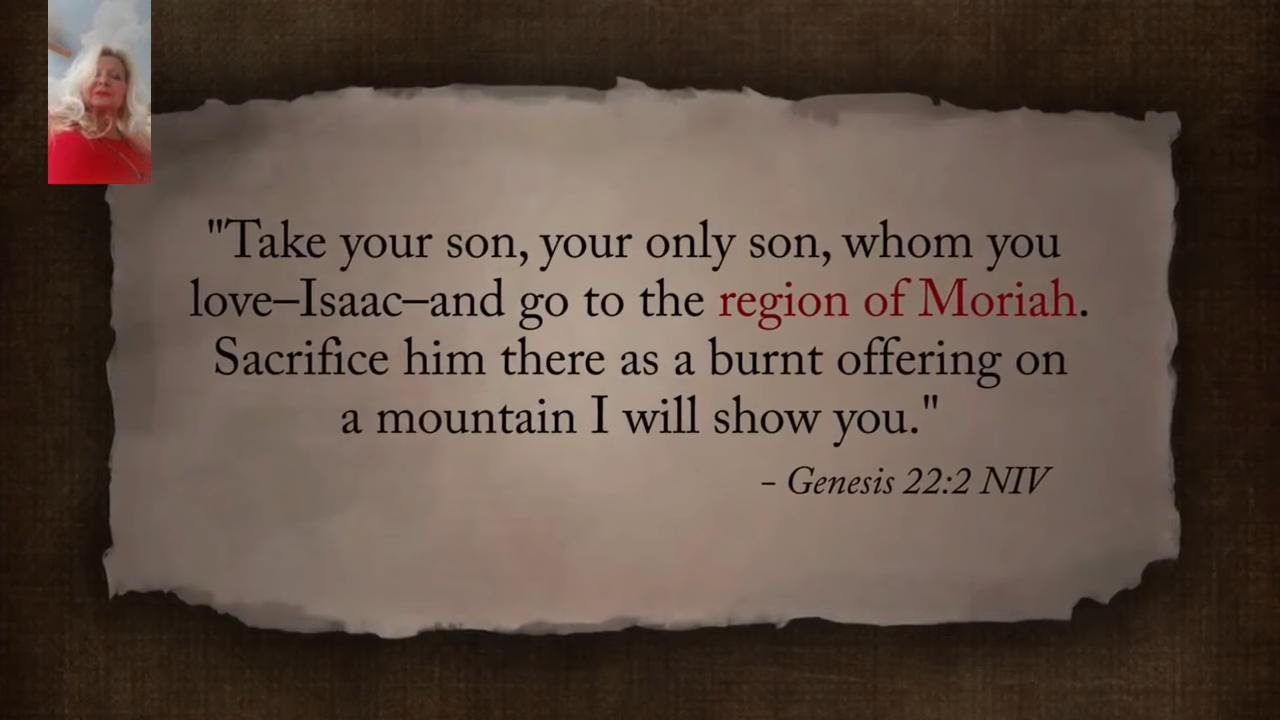 "Take your son, your only son, whom you
love–Isaac–and go to the region of Moriah.
Sacrifice him there as a burnt offering on
a mountain I will show you."
– Genesis 22:2 NIV